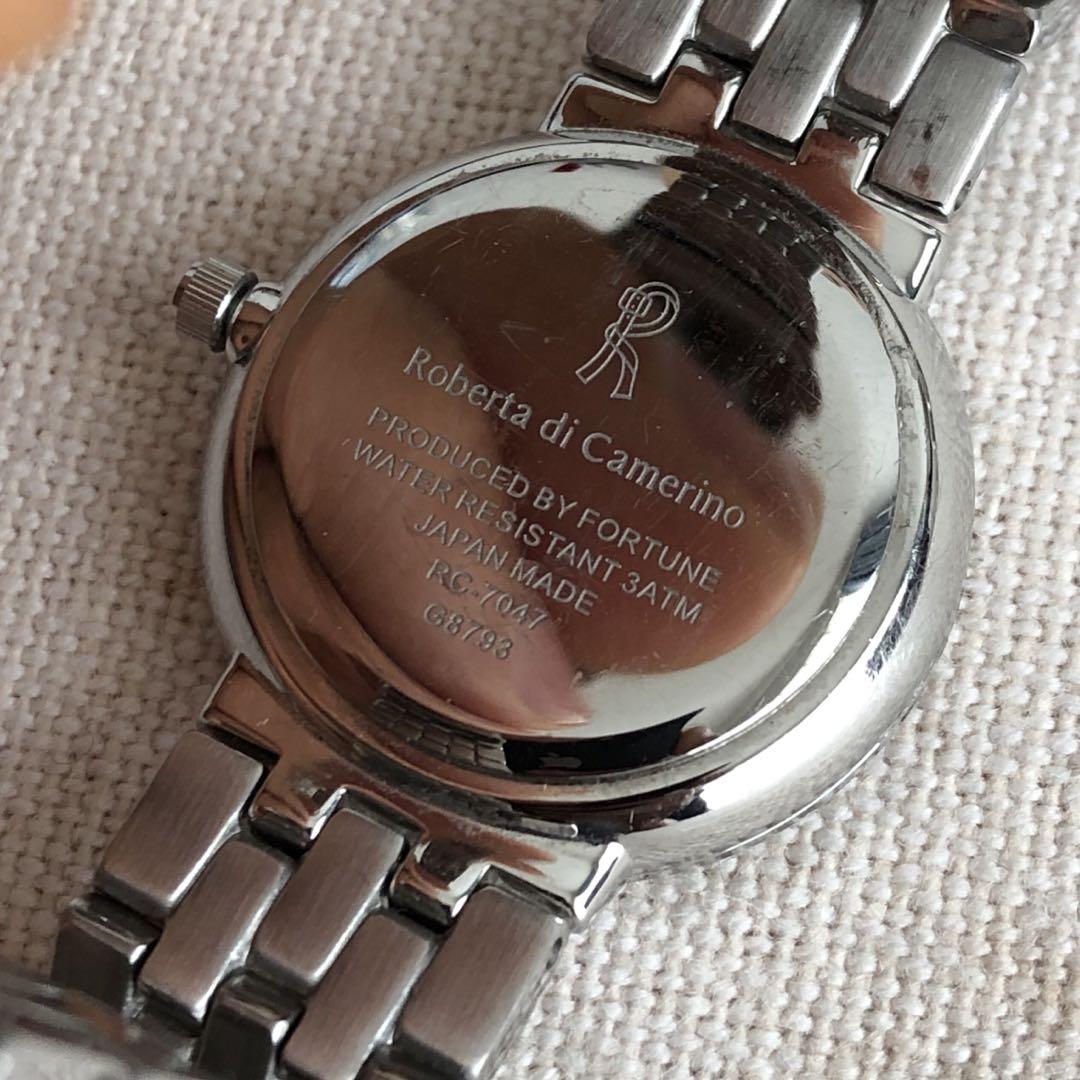 R
Roberta di Camerino
PRODUCED BY FORTUNE
WATER RESISTANT 3ATM
JAPAN MADE
RC-7047
G8793